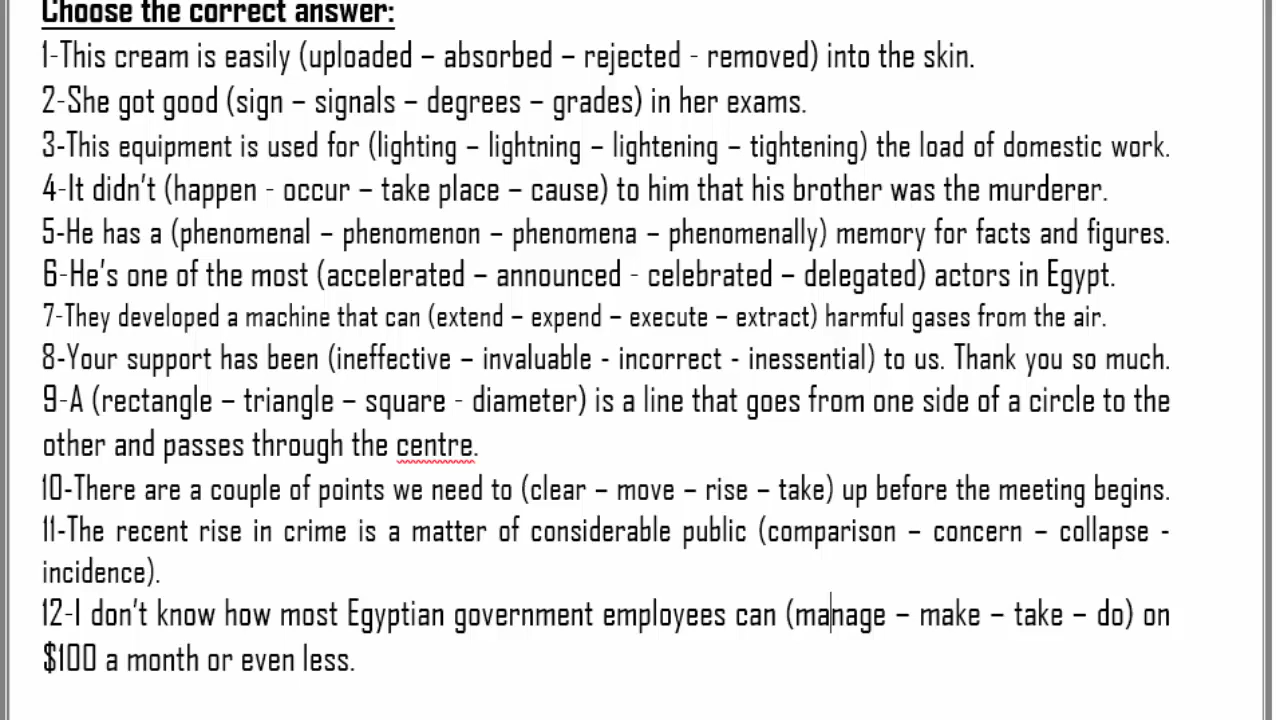 Choose the correct answer:
1-This cream is easily (uploaded – absorbed – rejected - removed) into the skin.
2-She got good (sign – signals – degrees – grades) in her exams.
3-This equipment is used for (lighting – lightning – lightening – tightening) the load of domestic work.
4-It didn't (happen - occur – take place – cause) to him that his brother was the murderer.
5-He has a (phenomenal – phenomenon – phenomena – phenomenally) memory for facts and figures.
6-He's one of the most (accelerated – announced - celebrated – delegated) actors in Egypt.
7-They developed a machine that can (extend – expend – execute – extract) harmful gases from the air.
8-Your support has been (ineffective – invaluable - incorrect - inessential) to us. Thank you so much.
9-A (rectangle – triangle – square - diameter) is a line that goes from one side of a circle to the
other and passes through the centre.
10-There are a couple of points we need to (clear – move – rise – take) up before the meeting begins.
11-The recent rise in crime is a matter of considerable public (comparison – concern – collapse -
incidence).
12-I don't know how most Egyptian government employees can (manage – make – take – do) on
$100 a month or even less.